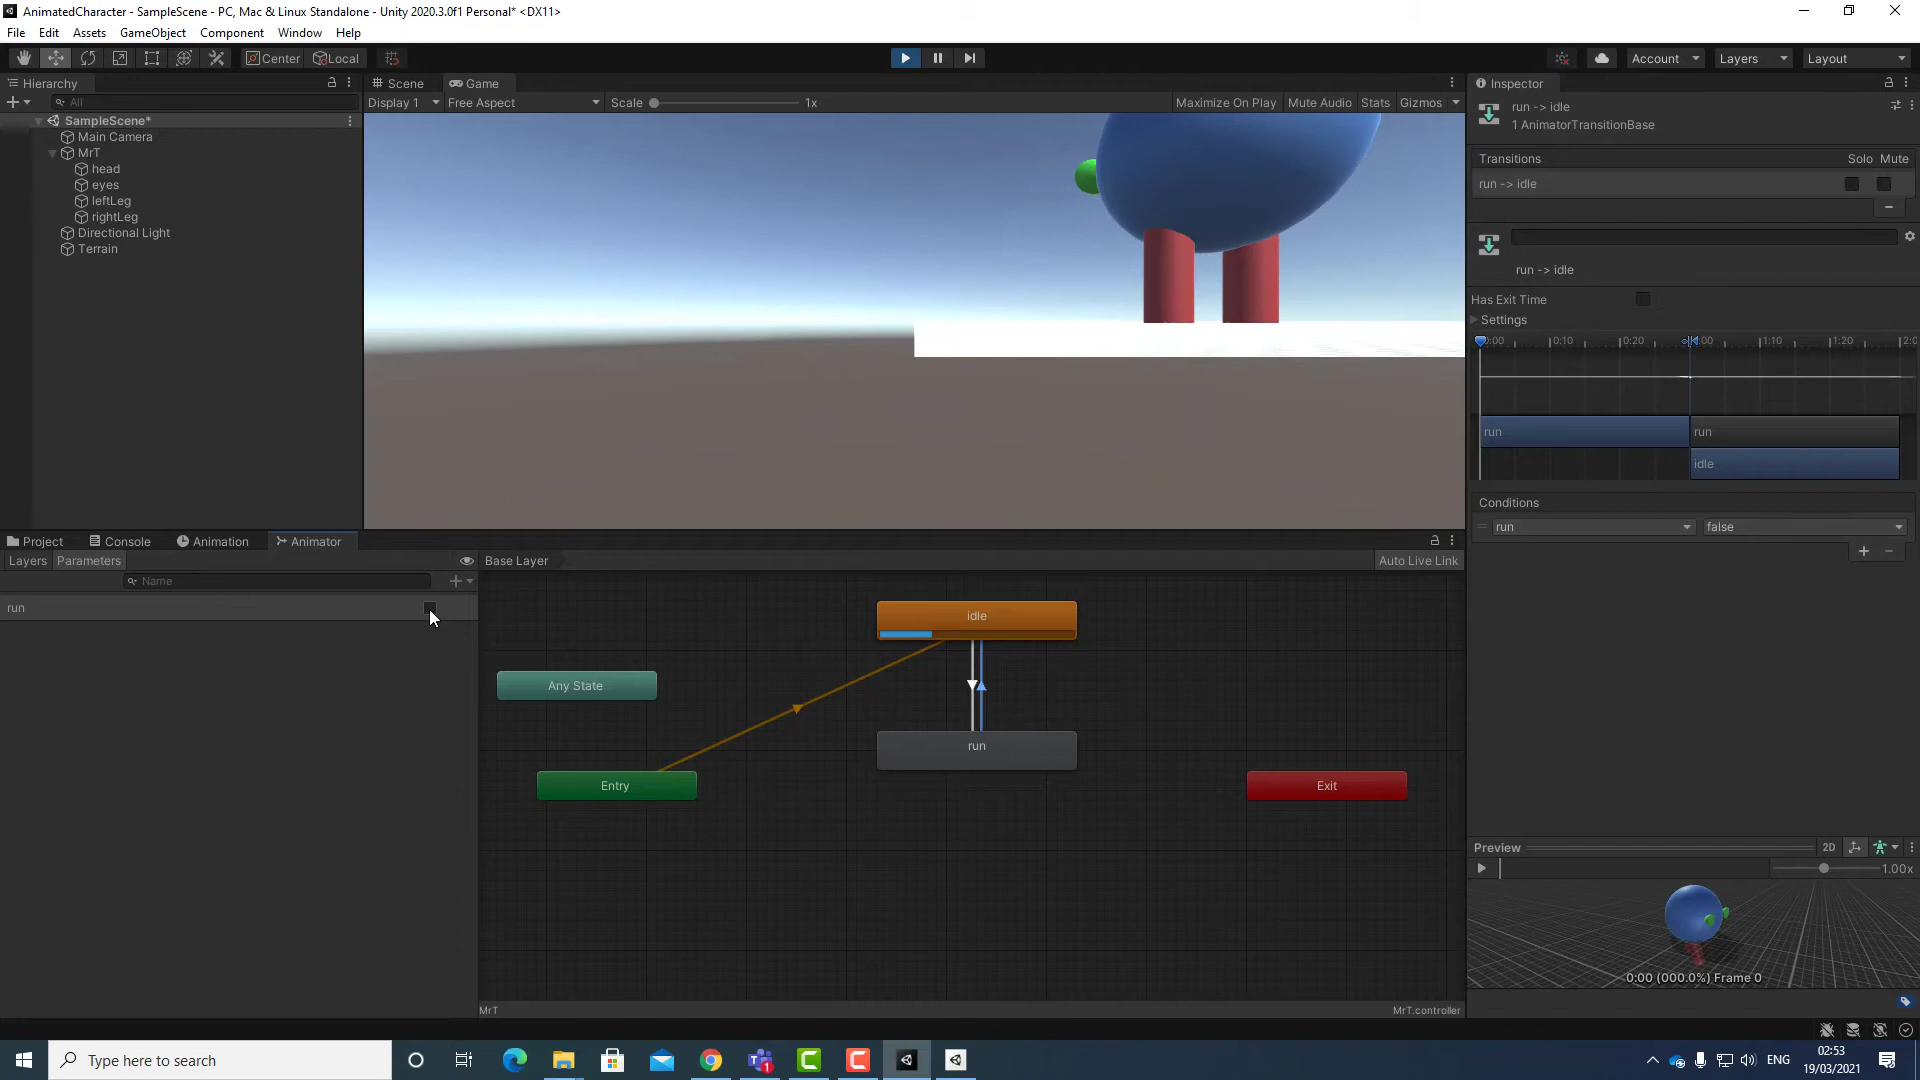 AnimatedCharacter - SampleScene - PC, Mac & Linux Standalone - Unity 2020.3.0f1 Personal* <DX11>
File Edit Assets GameObject Component Window Help
Center Local Account Layers Layout
Hierarchy
All
SampleScene*
Main Camera
MrT
head
eyes
leftLeg
rightLeg
Directional Light
Terrain
Scene Game
Display 1 Free Aspect Scale 1x Maximize On Play Mute Audio Stats Gizmos
Inspector
run -> idle
1 AnimatorTransitionBase
Transitions Solo Mute
run -> idle
run -> idle
Has Exit Time
Settings
0:00 0:10 0:20 1:10 1:20
run run
idle
Conditions
run false
Project Console Animation Animator
Layers Parameters Base Layer Auto Live Link
Name
run
idle
Any State
run
Entry
Exit
MrT MrT.controller
Preview 2D
1.00x
0:00 (000.0%) Frame 0
Type here to search
1
ENG
02:53
19/03/2021